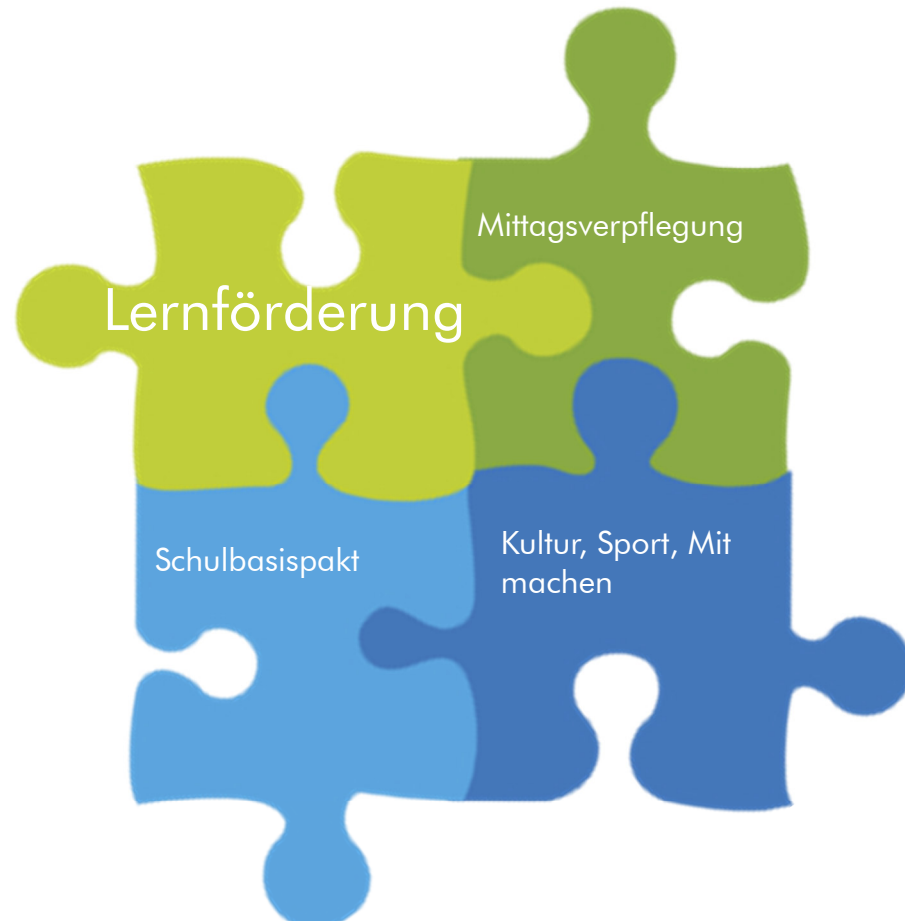 Mittagsverpflegung
Lernförderung
Schulbasispakt
Kultur, Sport, Mit
machen